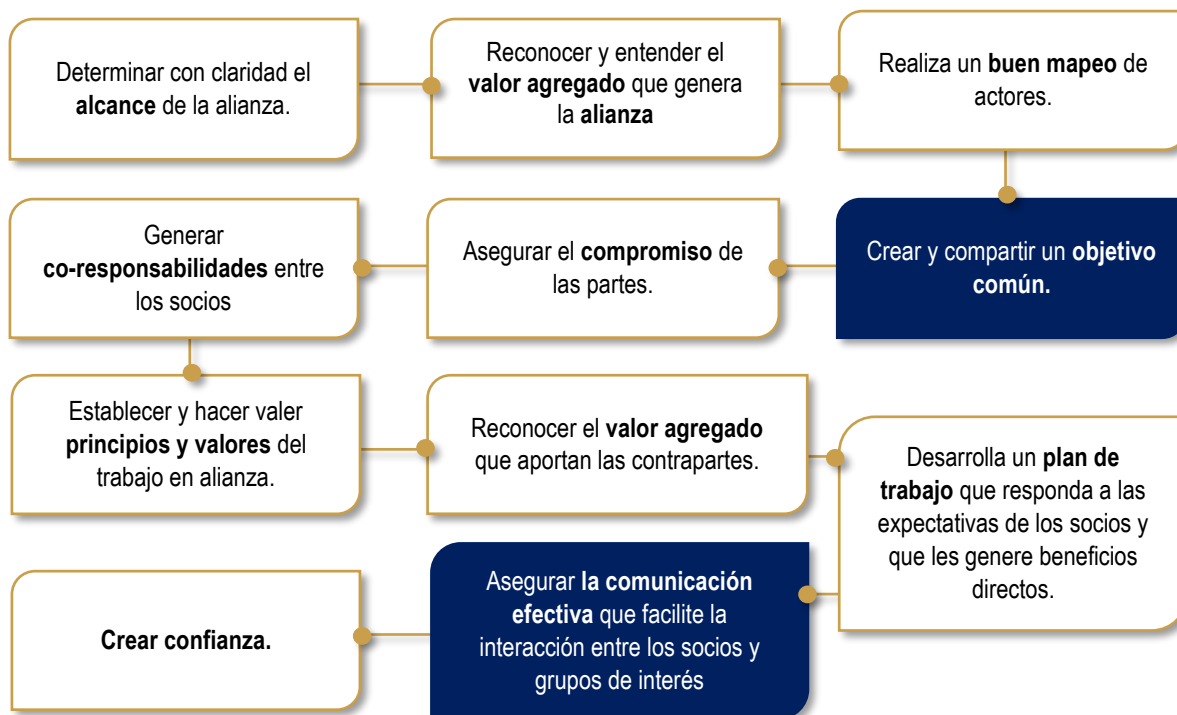 Determinar con claridad el
alcance de la alianza.
Reconocer y entender el
valor agregado que genera
la alianza
Realiza un buen mapeo de
actores.
Crear y compartir un objetivo
común.
Asegurar el compromiso de
las partes.
Generar
co-responsabilidades entre
los socios
Establecer y hacer valer
principios y valores del
trabajo en alianza.
Reconocer el valor agregado
que aportan las contrapartes.
Desarrolla un plan de
trabajo que responda a las
expectativas de los socios y
que les genere beneficios
directos.
Asegurar la comunicación
efectiva que facilite la
interacción entre los socios y
grupos de interés
Crear confianza.